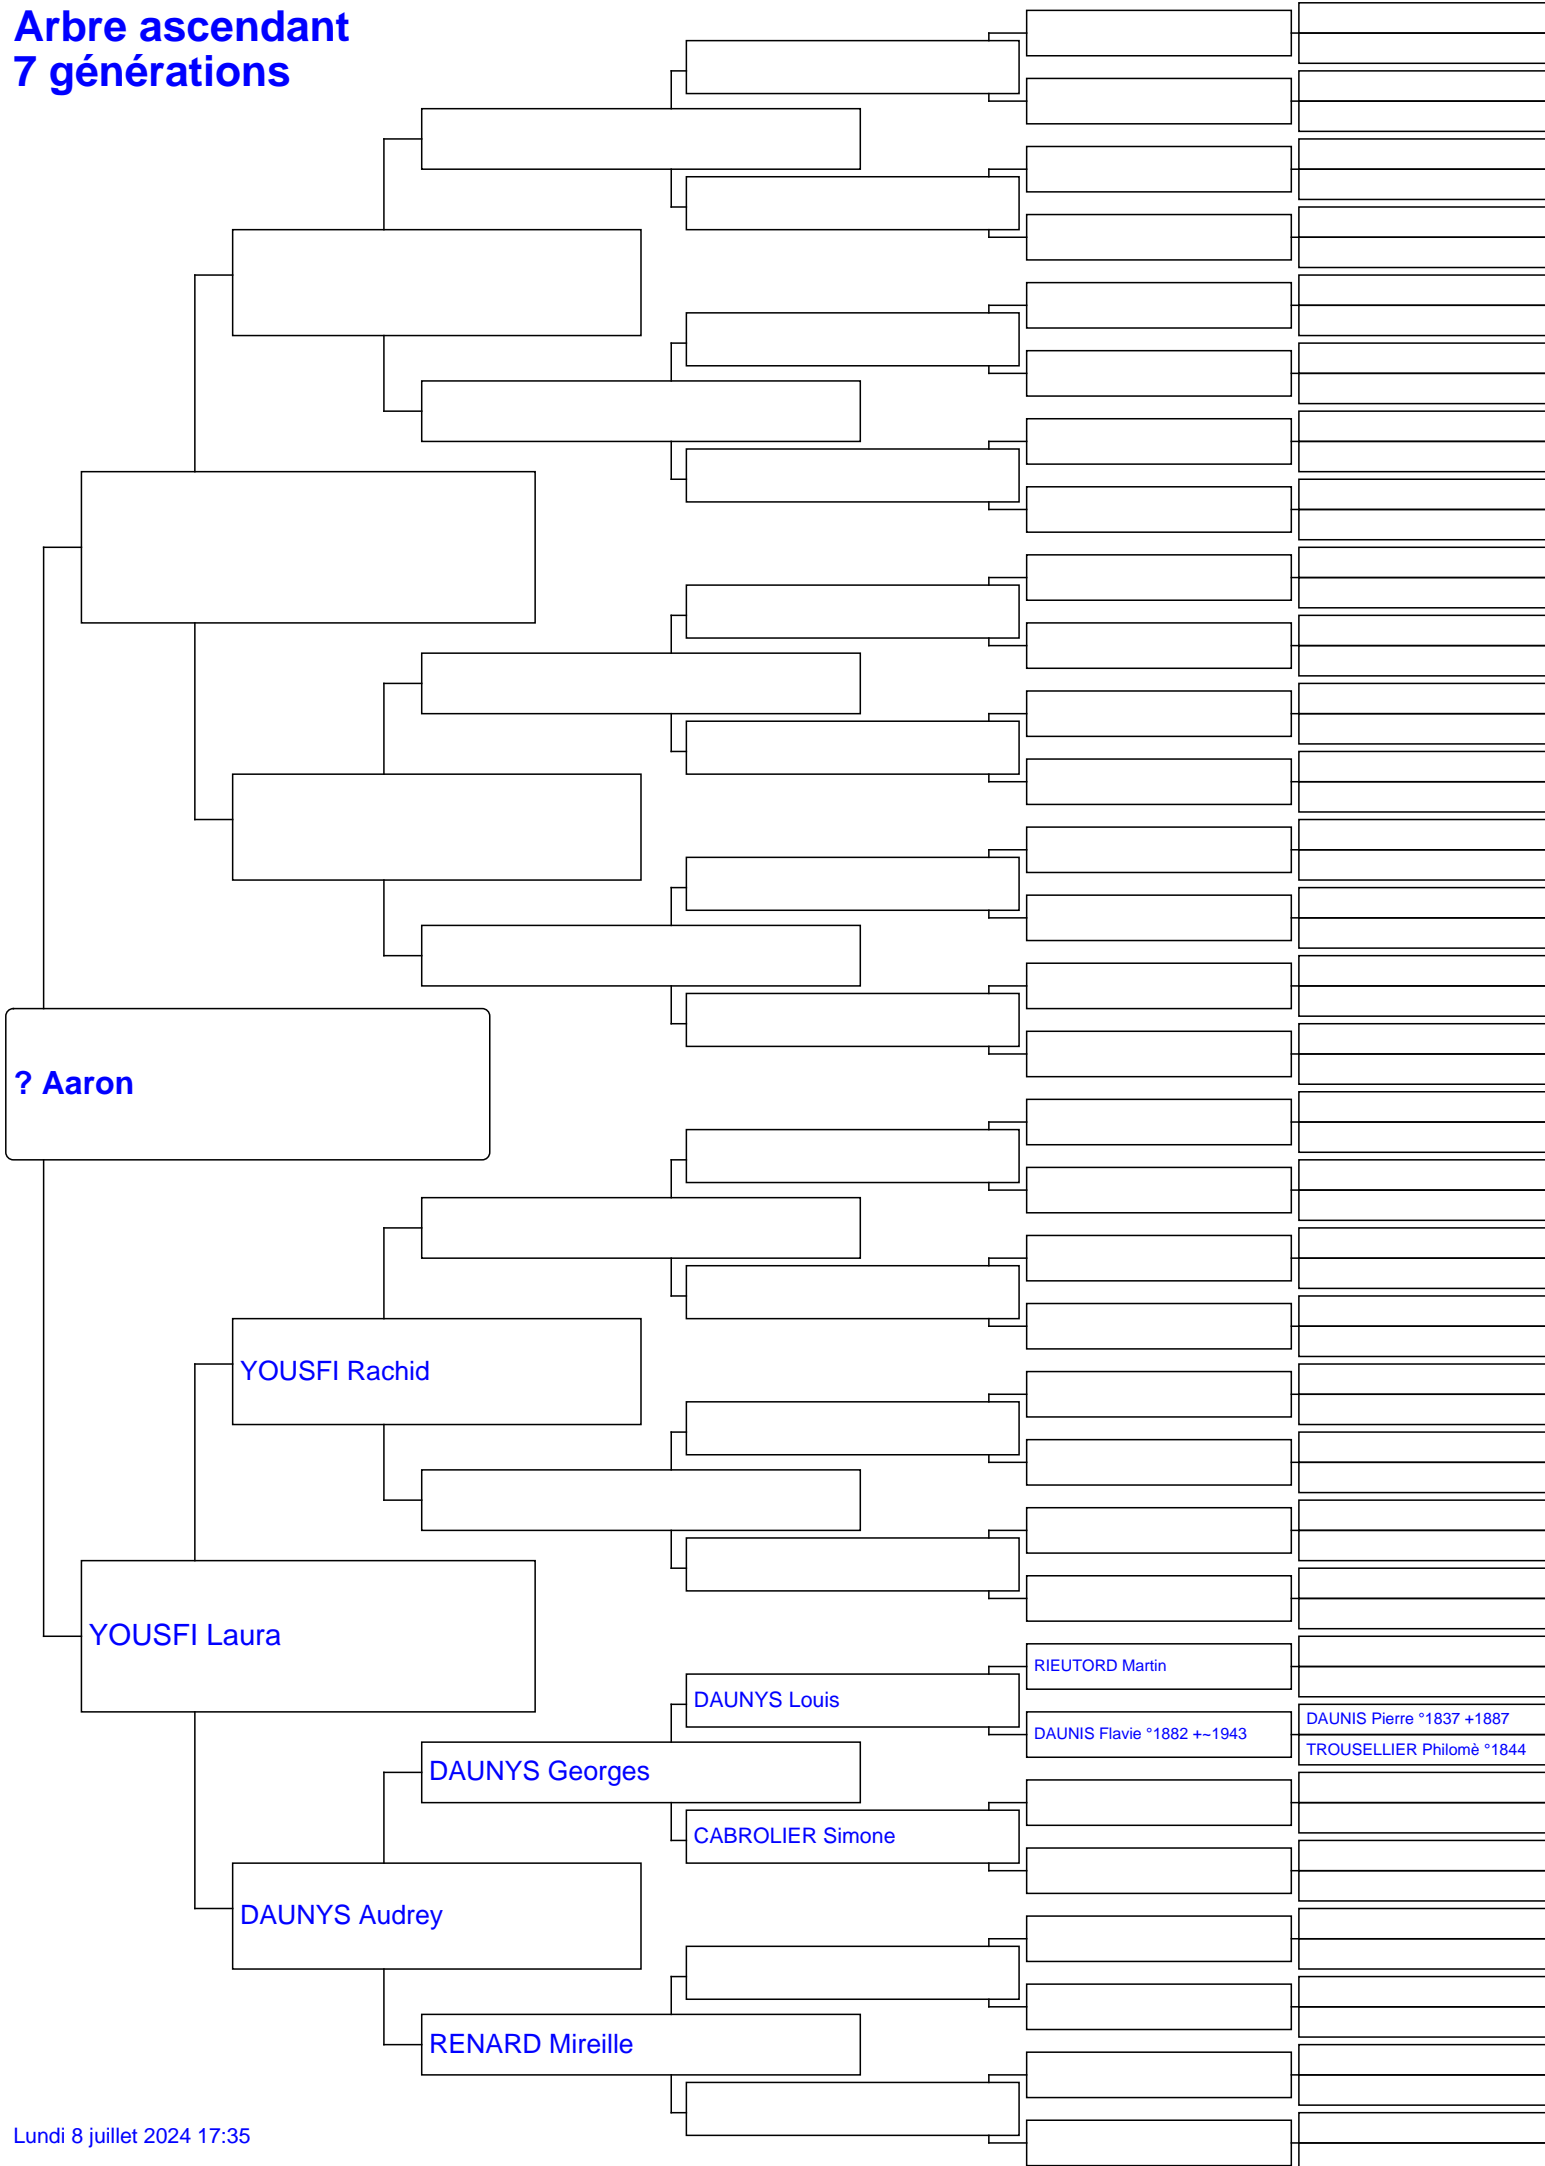 Arbre ascendant
7 générations
? Aaron
YOUSFI Rachid
YOUSFI Laura
RIEUTORD Martin
DAUNYS Louis
DAUNIS Flavie °1882 +~1943
DAUNIS Pierre °1837 +1887
TROUSELLIER Philomè °1844
DAUNYS Georges
CABROLIER Simone
DAUNYS Audrey
RENARD Mireille
Lundi 8 juillet 2024 17:35